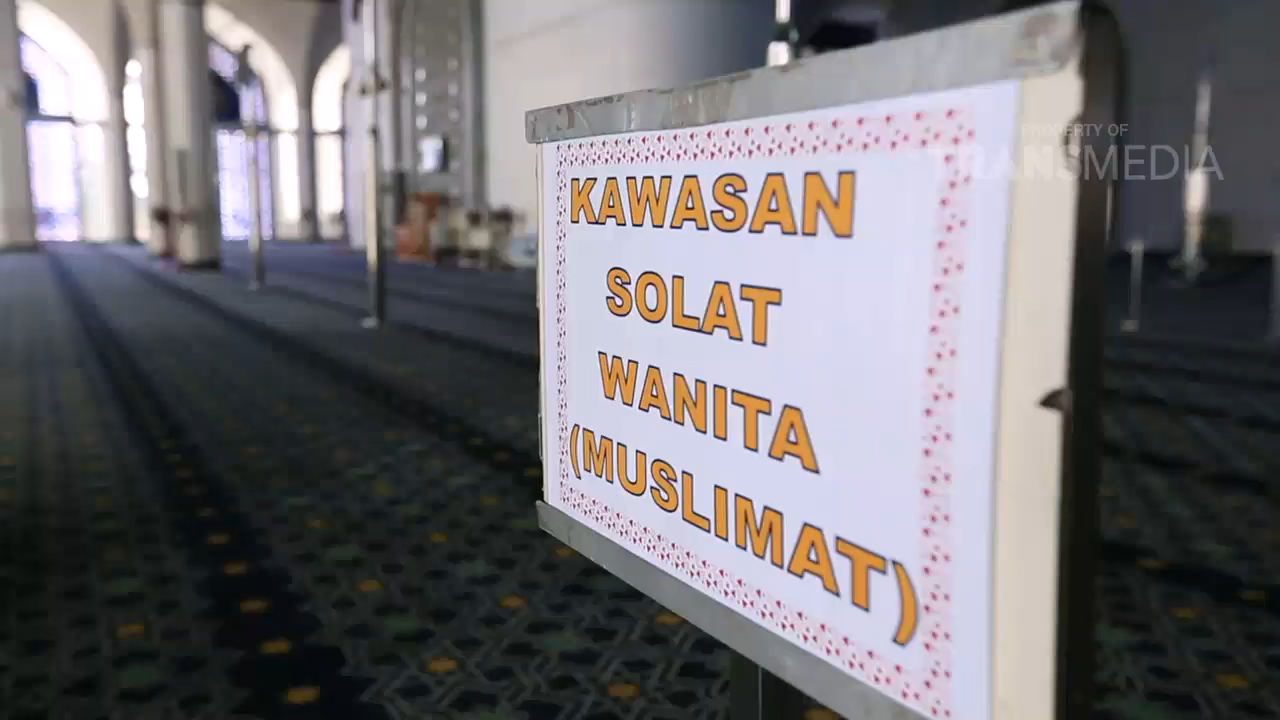 KAWASAN
SOLAT
WANITA
(MUSLIMAT)
PROPERTY OF
TRANSMEDIA